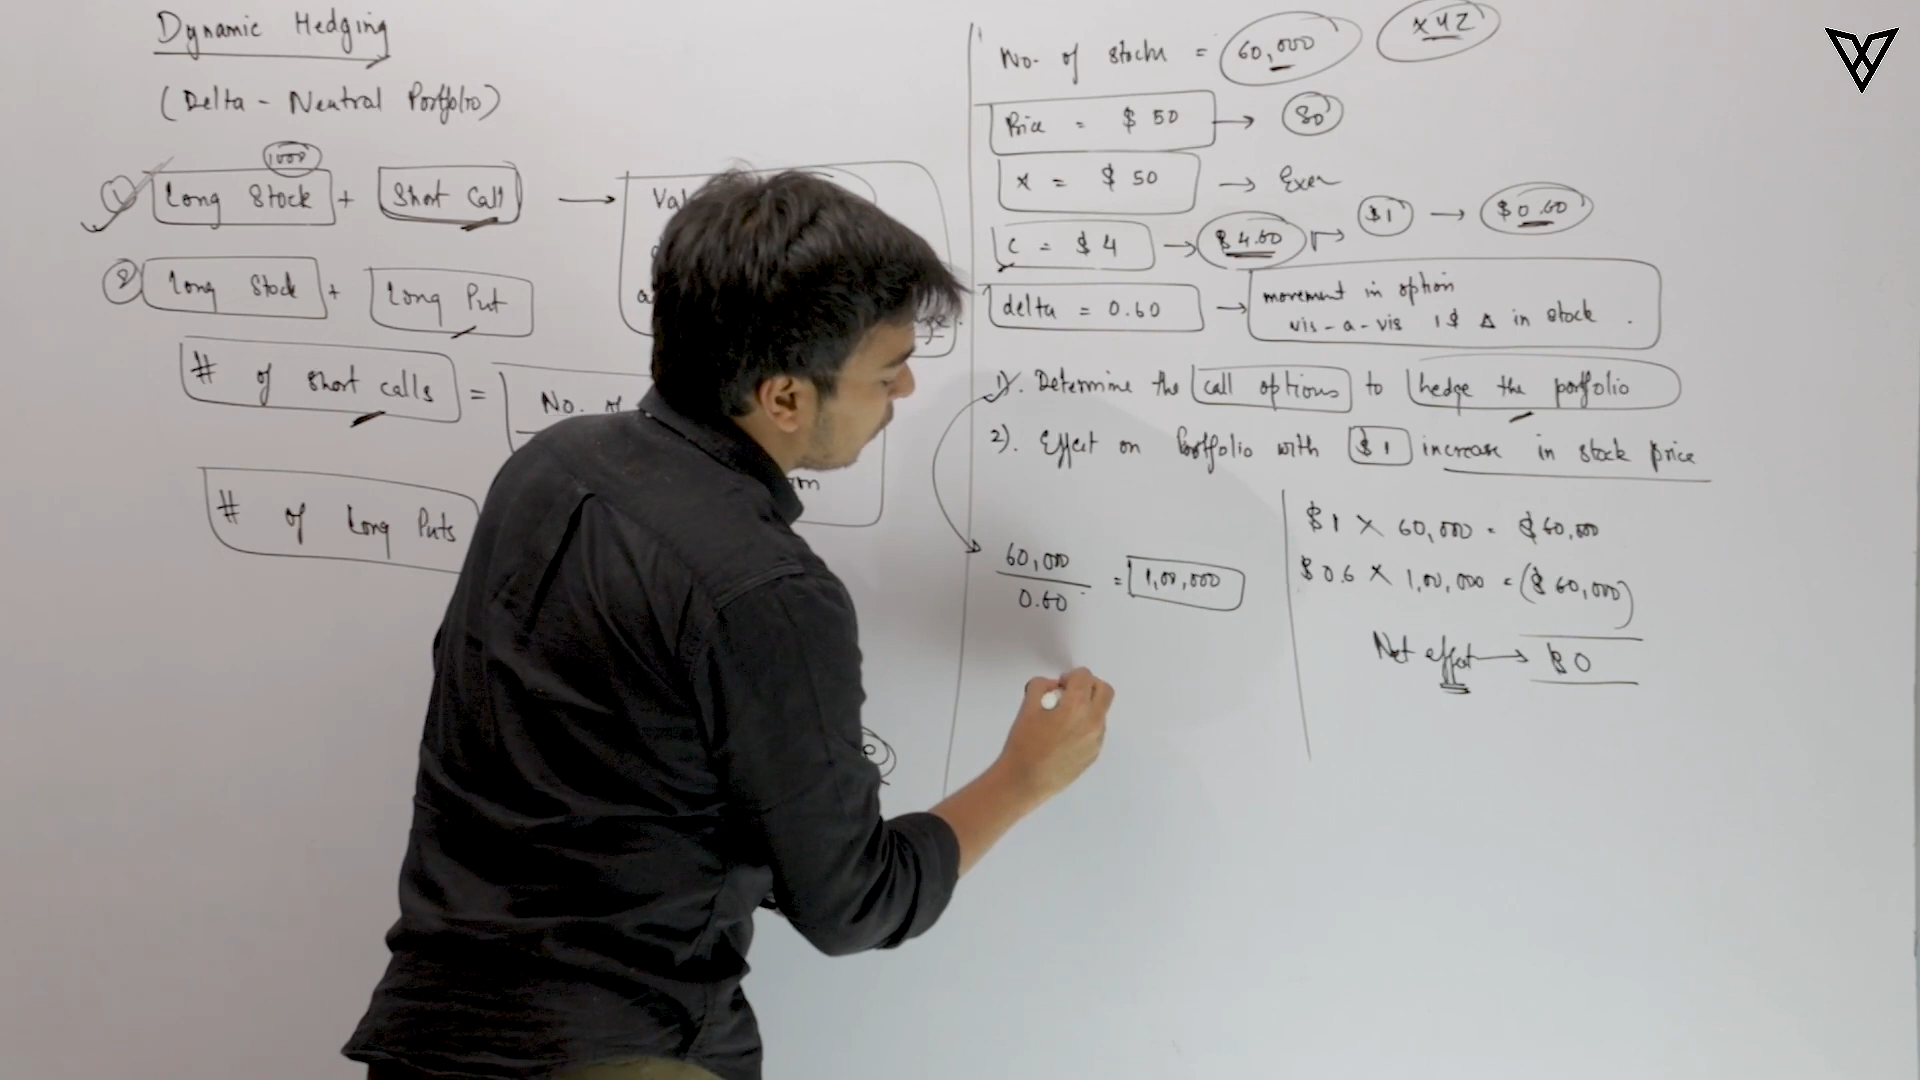 Dynamic Hedging
(Delta - Neutral Portfolio)
1000
1 Long Stock + Short Call → Val
2 Long Stock + Long Put
# of short calls = No. of
# of Long Puts
No. of stocks = 60,000 XYZ
Price = $ 50 →
X = $ 50 → Exer
C = $ 4 → $ 4.60 → $1 → $ 0.60
delta = 0.60 → movement in option
vis-a-vis 1$ Δ in stock.
1). Determine the call options to hedge the portfolio
2). Effect on Portfolio with $ 1 increase in stock price
60,000
0.60
= 1,00,000
$ 1 × 60,000 = $ 60,000
$ 0.6 × 1,00,000 = ($ 60,000)
Net effect → $ 0